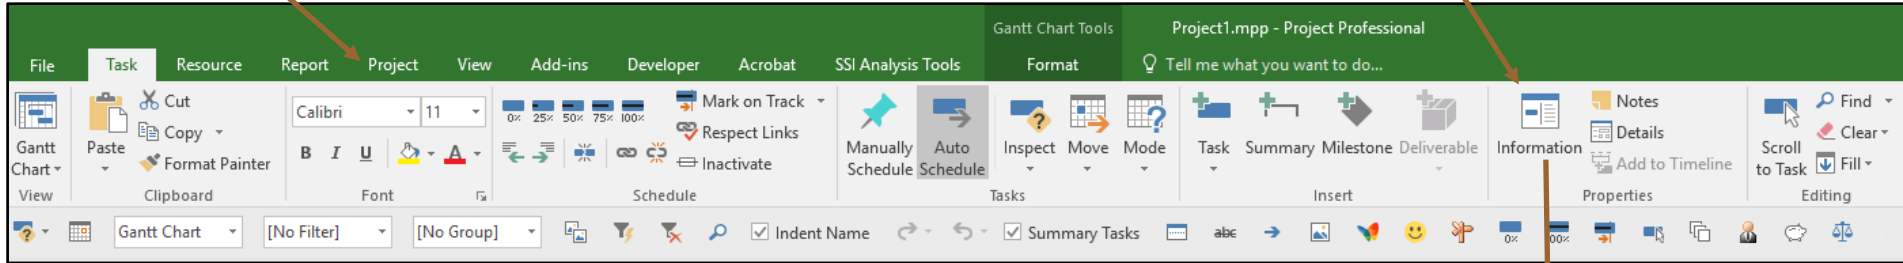 Gantt Chart Tools Project1.mpp - Project Professional
File Task Resource Report Project View Add-ins Developer Acrobat SSI Analysis Tools Format Tell me what you want to do...
Gantt
Chart
View
Paste
Cut
Copy
Format Painter
Clipboard
Calibri 11
B I U A
Font
0% 25% 50% 75% 100%
Mark on Track
Respect Links
Inactivate
Schedule
Manually
Schedule
Auto
Schedule
Inspect
Move
Mode
Tasks
Task
Summary
Milestone
Deliverable
Insert
Information
Notes
Details
Add to Timeline
Properties
Scroll
to Task
Find
Clear
Fill
Editing
Gantt Chart [No Filter] [No Group] Indent Name Summary Tasks abc 0% 00%